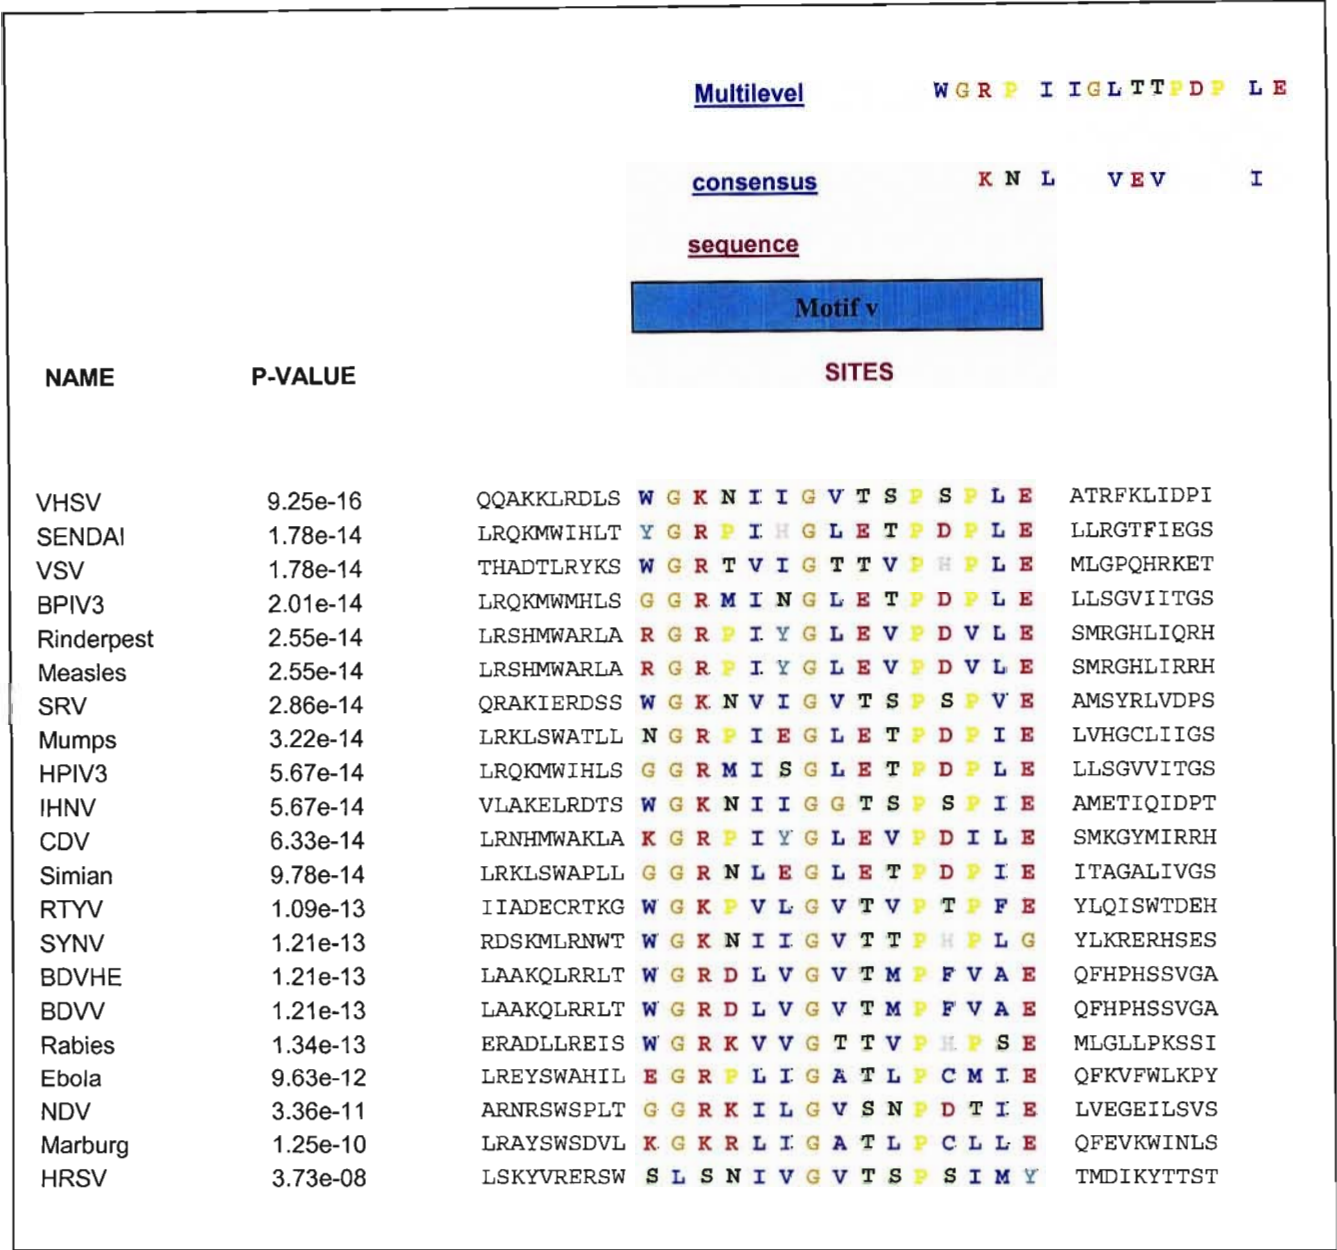 Multilevel W G R P I I G L T T P D P L E
consensus K N L V E V I
sequence
Motif v
NAME P-VALUE SITES
VHSV 9.25e-16 QQAKKLRDLS W G K N I I G V T S P S P L E ATRFKLIDPI
SENDAI 1.78e-14 LRQKMWIHLT Y G R P I H G L E T P D P L E LLRGTFIEGS
VSV 1.78e-14 THADTLRYKS W G R T V I G T T V P H P L E MLGPQHRKET
BPIV3 2.01e-14 LRQKMWMHLS G G R M I N G L E T P D P L E LLSGVIITGS
Rinderpest 2.55e-14 LRSHMWARLA R G R P I Y G L E V P D V L E SMRGHLIQRH
Measles 2.55e-14 LRSHMWARLA R G R P I Y G L E V P D V L E SMRGHLIRRH
SRV 2.86e-14 QRAKIERDSS W G K N V I G V T S P S P V E AMSYRLVDPS
Mumps 3.22e-14 LRKLSWATLL N G R P I E G L E T P D P I E LVHGCLIIGS
HPIV3 5.67e-14 LRQKMWIHLS G G R M I S G L E T P D P L E LLSGVVITGS
IHNV 5.67e-14 VLAKELRDTS W G K N I I G G T S P S P I E AMETIQIDPT
CDV 6.33e-14 LRNHMWAKLA K G R P I Y G L E V P D I L E SMKGYMIRRH
Simian 9.78e-14 LRKLSWAPLL G G R N L E G L E T P D P I E ITAGALIVGS
RTYV 1.09e-13 IIADECRTKG W G K P V L G V T V P T P F E YLQISWTDEH
SYNV 1.21e-13 RDSKMLRNWT W G K N I I G V T T P H P L G YLKRERHSES
BDVHE 1.21e-13 LAAKQLRRLT W G R D L V G V T M P F V A E QFHPHSSVGA
BDVV 1.21e-13 LAAKQLRRLT W G R D L V G V T M P F V A E QFHPHSSVGA
Rabies 1.34e-13 ERADLLREIS W G R K V V G T T V P H P S E MLGLLPKSSI
Ebola 9.63e-12 LREYSWAHIL E G R P L I G A T L P C M I E QFKVFWLKPY
NDV 3.36e-11 ARNRSWSPLT G G R K I L G V S N P D T I E LVEGEILSVS
Marburg 1.25e-10 LRAYSWSDVL K G K R L I G A T L P C L L E QFEVKWINLS
HRSV 3.73e-08 LSKYVRERSW S L S N I V G V T S P S I M Y TMDIKYTTST